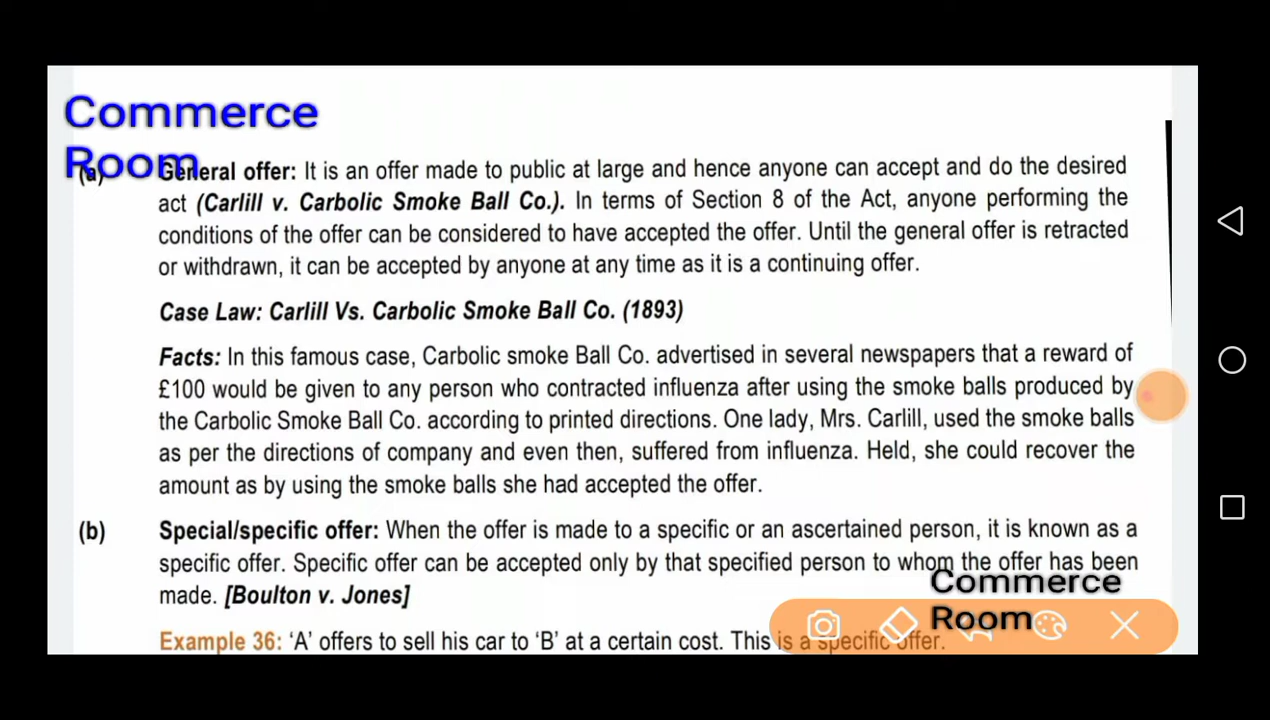 Commerce
Room
(a) General offer: It is an offer made to public at large and hence anyone can accept and do the desired
act (Carlill v. Carbolic Smoke Ball Co.). In terms of Section 8 of the Act, anyone performing the
conditions of the offer can be considered to have accepted the offer. Until the general offer is retracted
or withdrawn, it can be accepted by anyone at any time as it is a continuing offer.
Case Law: Carlill Vs. Carbolic Smoke Ball Co. (1893)
Facts: In this famous case, Carbolic smoke Ball Co. advertised in several newspapers that a reward of
£100 would be given to any person who contracted influenza after using the smoke balls produced by
the Carbolic Smoke Ball Co. according to printed directions. One lady, Mrs. Carlill, used the smoke balls
as per the directions of company and even then, suffered from influenza. Held, she could recover the
amount as by using the smoke balls she had accepted the offer.
(b) Special/specific offer: When the offer is made to a specific or an ascertained person, it is known as a
specific offer. Specific offer can be accepted only by that specified person to whom the offer has been
made. [Boulton v. Jones]
Commerce
Room
Example 36: ‘A’ offers to sell his car to ‘B’ at a certain cost. This is a specific offer.